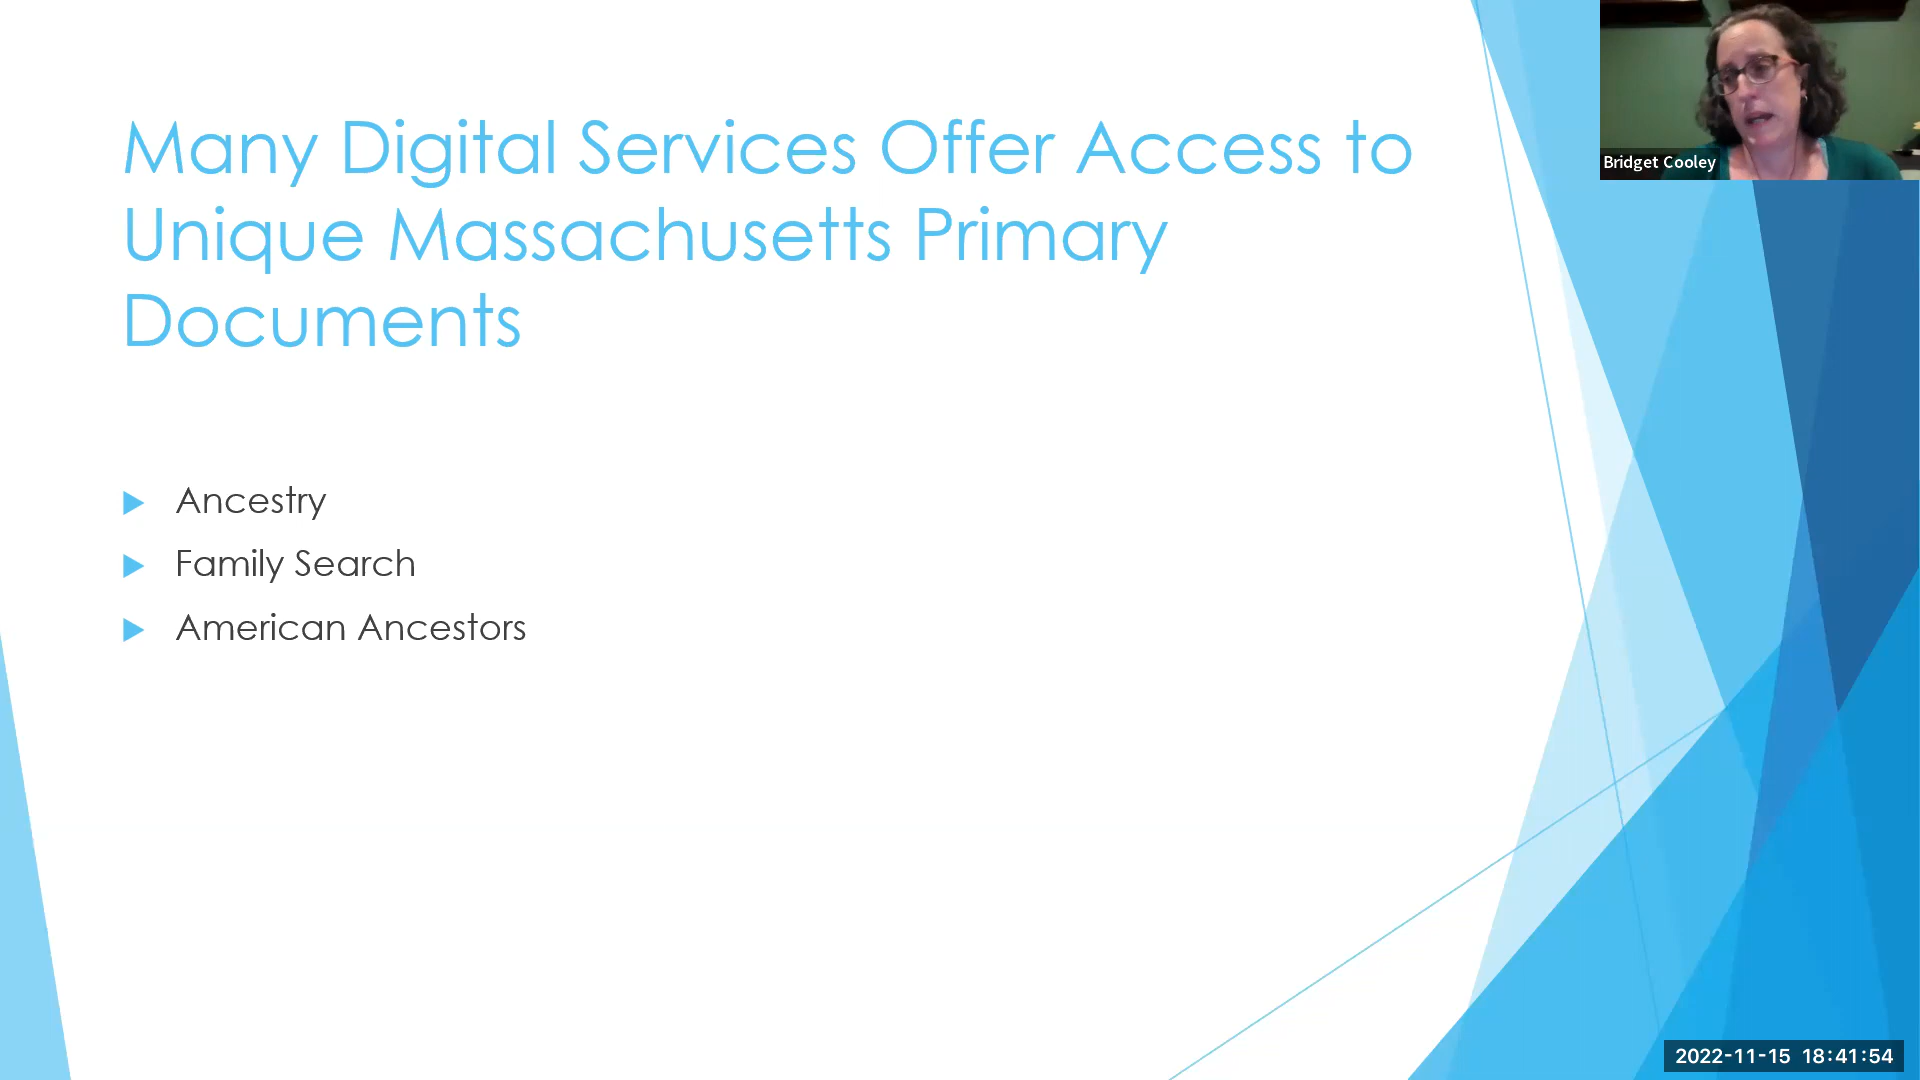 Many Digital Services Offer Access to
Unique Massachusetts Primary
Documents
Ancestry
Family Search
American Ancestors
Bridget Cooley
2022-11-15 18:41:54